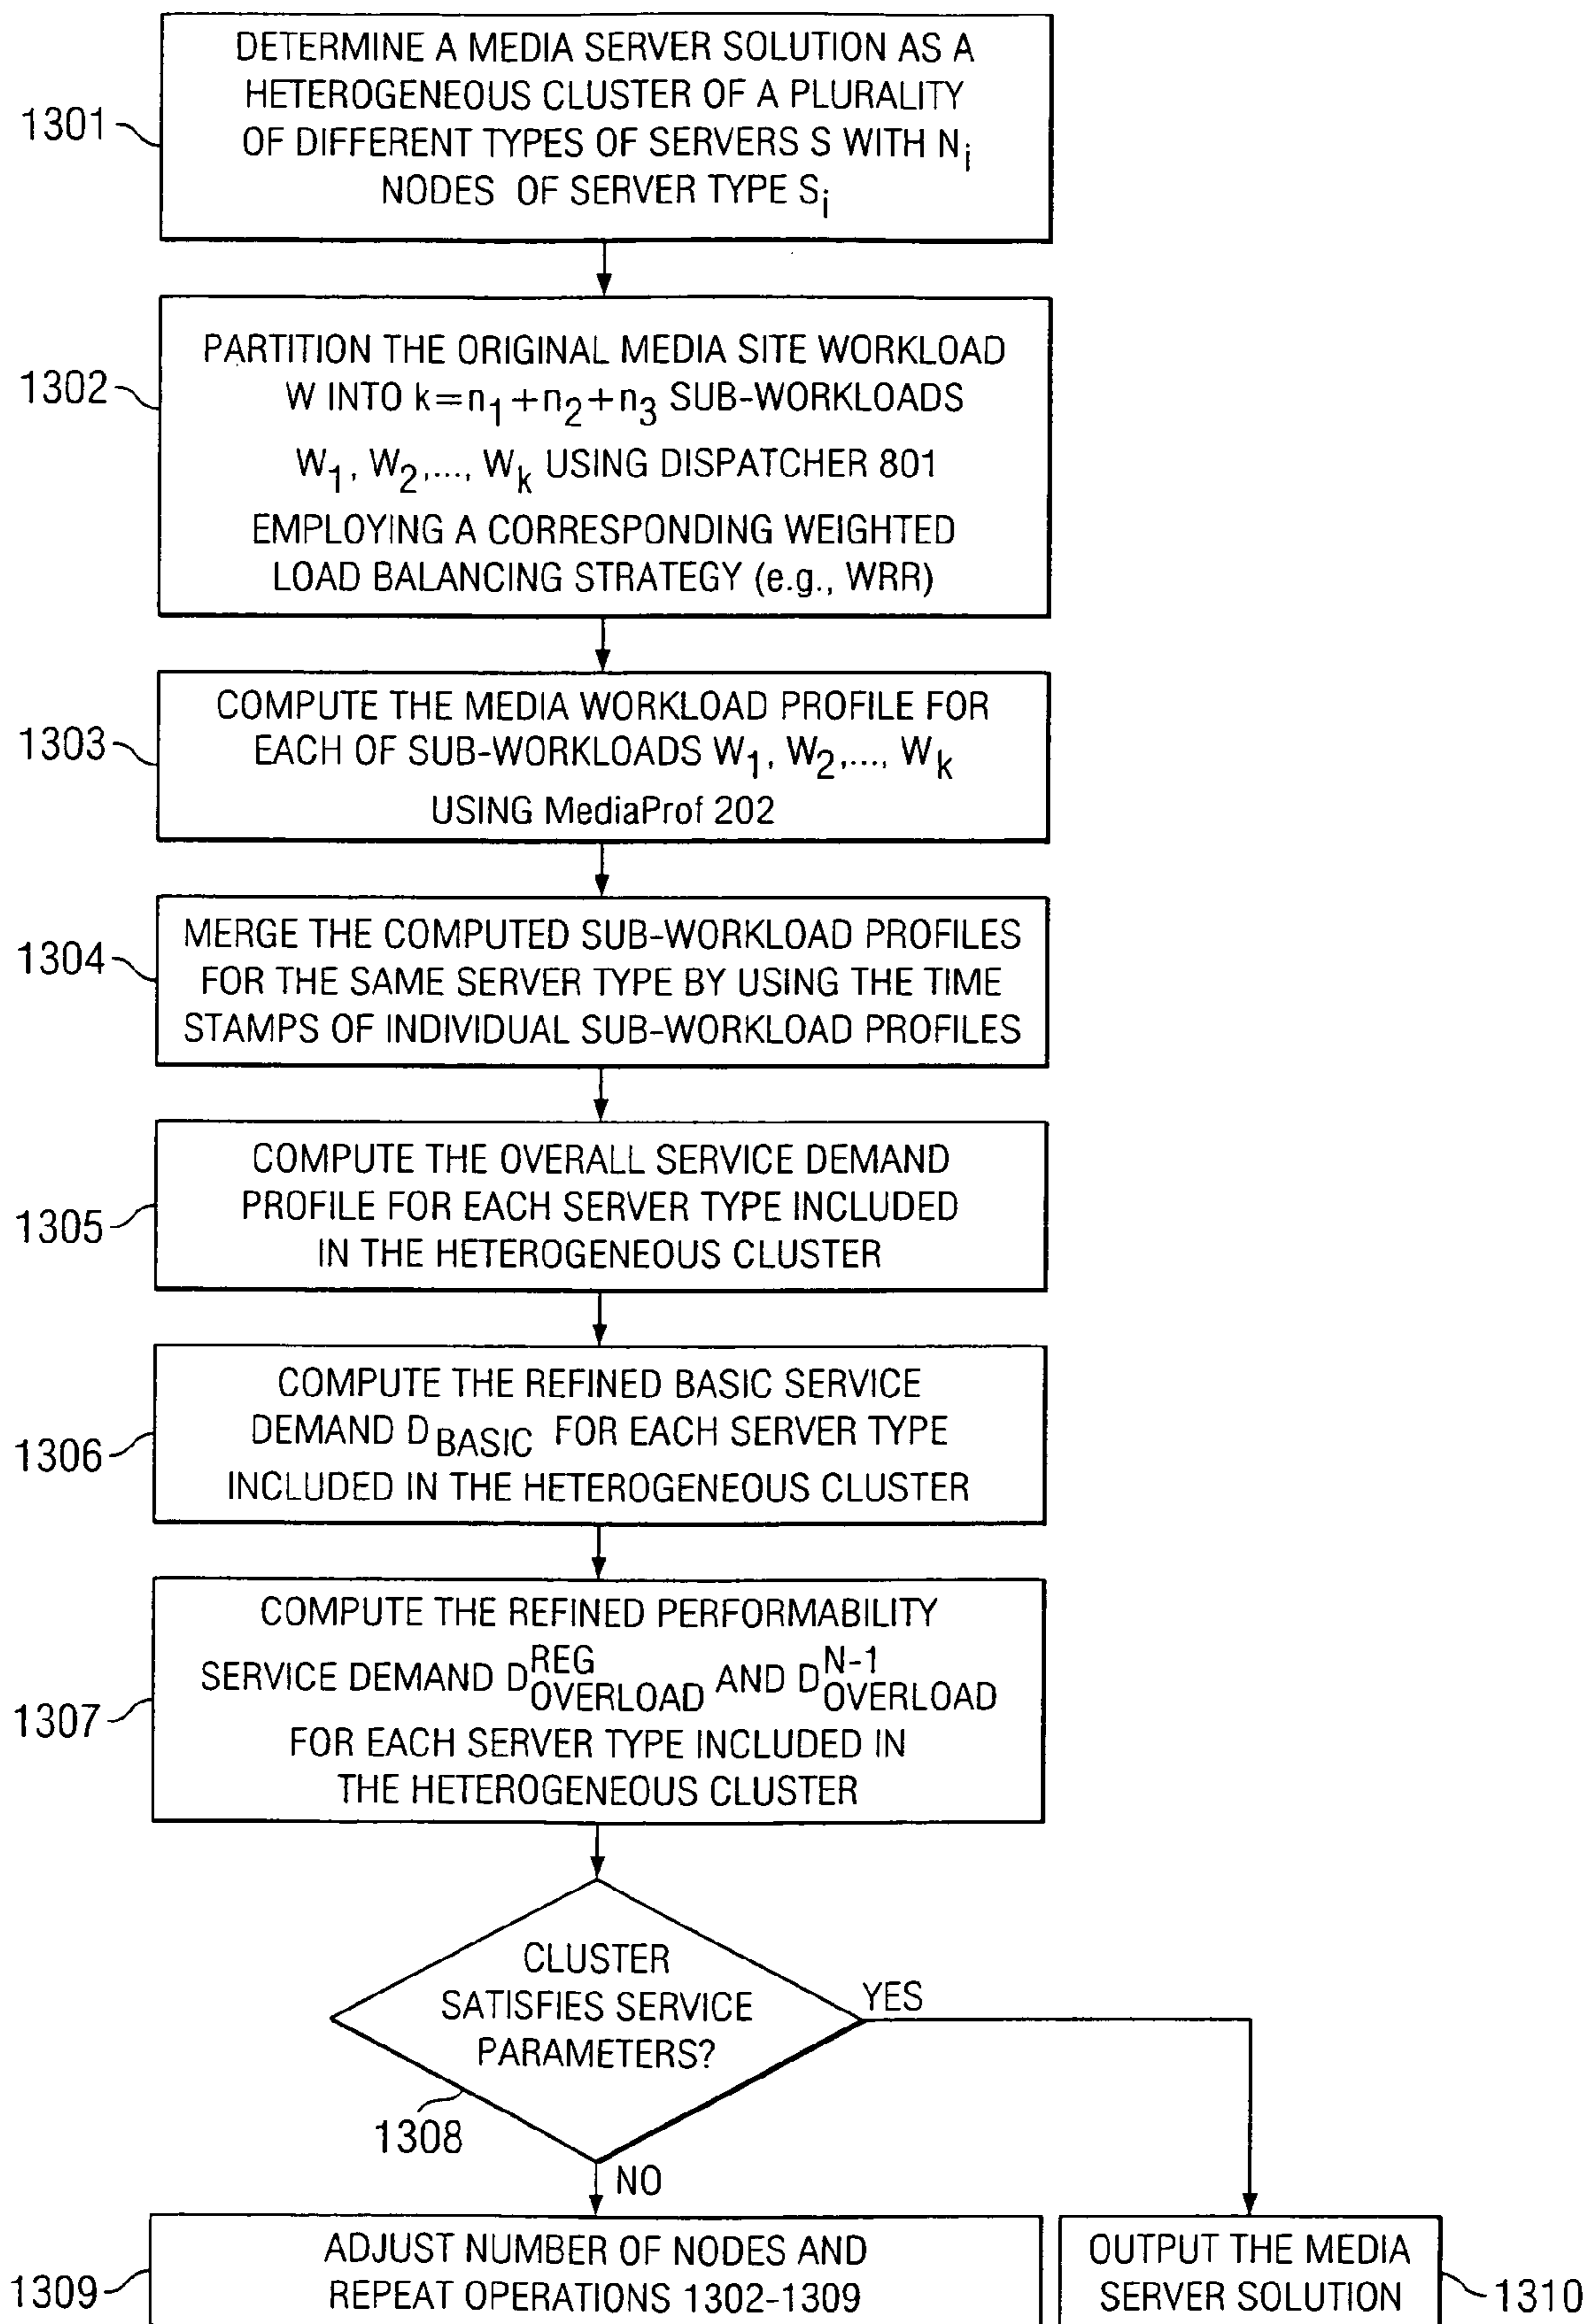 1301
DETERMINE A MEDIA SERVER SOLUTION AS A
HETEROGENEOUS CLUSTER OF A PLURALITY
OF DIFFERENT TYPES OF SERVERS S WITH Ni
NODES OF SERVER TYPE Si
1302
PARTITION THE ORIGINAL MEDIA SITE WORKLOAD
W INTO k=n1+n2+n3 SUB-WORKLOADS
W1, W2,..., Wk USING DISPATCHER 801
EMPLOYING A CORRESPONDING WEIGHTED
LOAD BALANCING STRATEGY (e.g., WRR)
1303
COMPUTE THE MEDIA WORKLOAD PROFILE FOR
EACH OF SUB-WORKLOADS W1, W2,..., Wk
USING MediaProf 202
1304
MERGE THE COMPUTED SUB-WORKLOAD PROFILES
FOR THE SAME SERVER TYPE BY USING THE TIME
STAMPS OF INDIVIDUAL SUB-WORKLOAD PROFILES
1305
COMPUTE THE OVERALL SERVICE DEMAND
PROFILE FOR EACH SERVER TYPE INCLUDED
IN THE HETEROGENEOUS CLUSTER
1306
COMPUTE THE REFINED BASIC SERVICE
DEMAND DBASIC FOR EACH SERVER TYPE
INCLUDED IN THE HETEROGENEOUS CLUSTER
1307
COMPUTE THE REFINED PERFORMABILITY
SERVICE DEMAND D REG OVERLOAD AND D N-1 OVERLOAD
FOR EACH SERVER TYPE INCLUDED IN
THE HETEROGENEOUS CLUSTER
CLUSTER
SATISFIES SERVICE
PARAMETERS?
YES
1308
NO
1309
ADJUST NUMBER OF NODES AND
REPEAT OPERATIONS 1302-1309
OUTPUT THE MEDIA
SERVER SOLUTION
1310